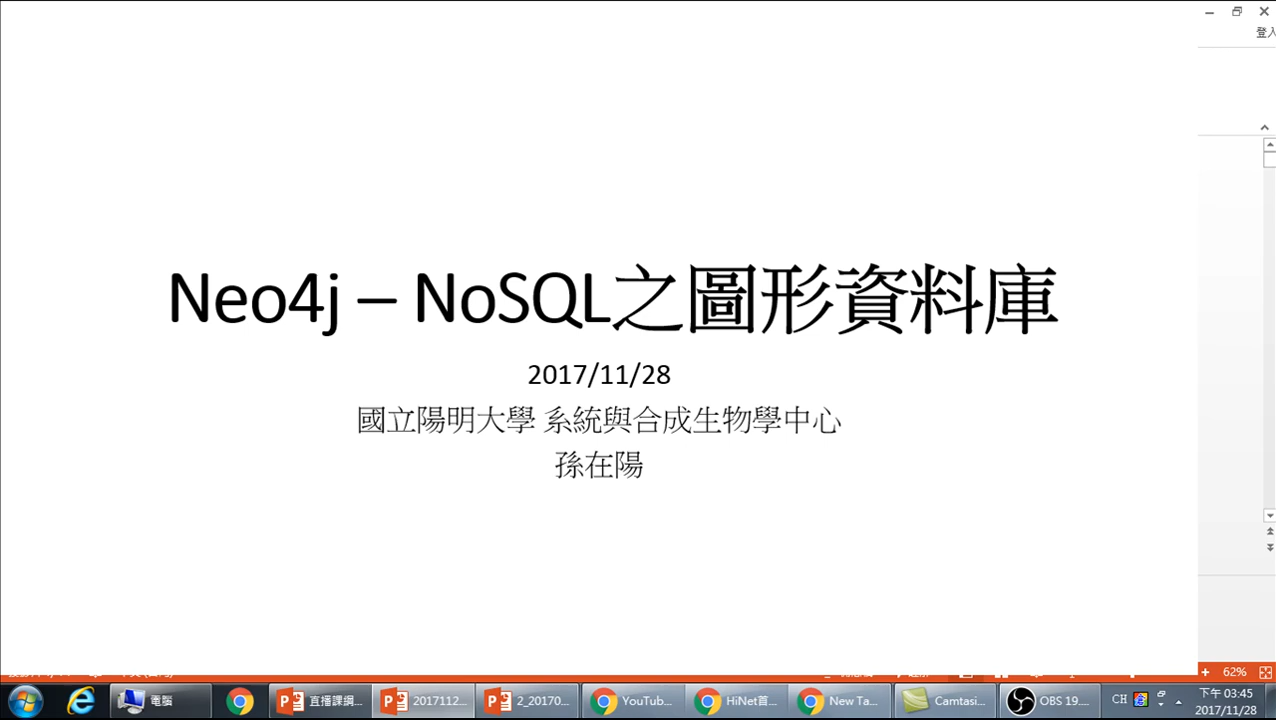 登入
Neo4j – NoSQL之圖形資料庫
2017/11/28
國立陽明大學 系統與合成生物學中心
孫在陽
62%
電腦
直播課綱...
2017112...
2_20170...
YouTub...
HiNet首...
New Ta...
Camtasi...
OBS 19....
CH
下午 03:45
2017/11/28